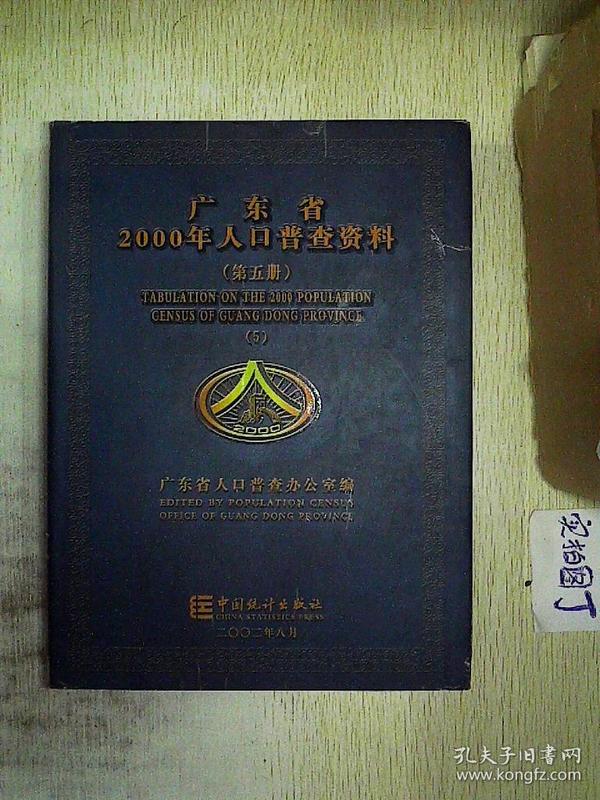 广东省
2000年人口普查资料
(第五册)
TABULATION ON THE 2000 POPULATION
CENSUS OF GUANG DONG PROVINCE
(5)
2000
广东省人口普查办公室编
EDITED BY POPULATION CENSUS
OFFICE OF GUANG DONG PROVINCE
中国统计出版社
CHINA STATISTICS PRESS
二〇〇二年八月
实拍图
孔夫子旧书网
www.kongfz.com